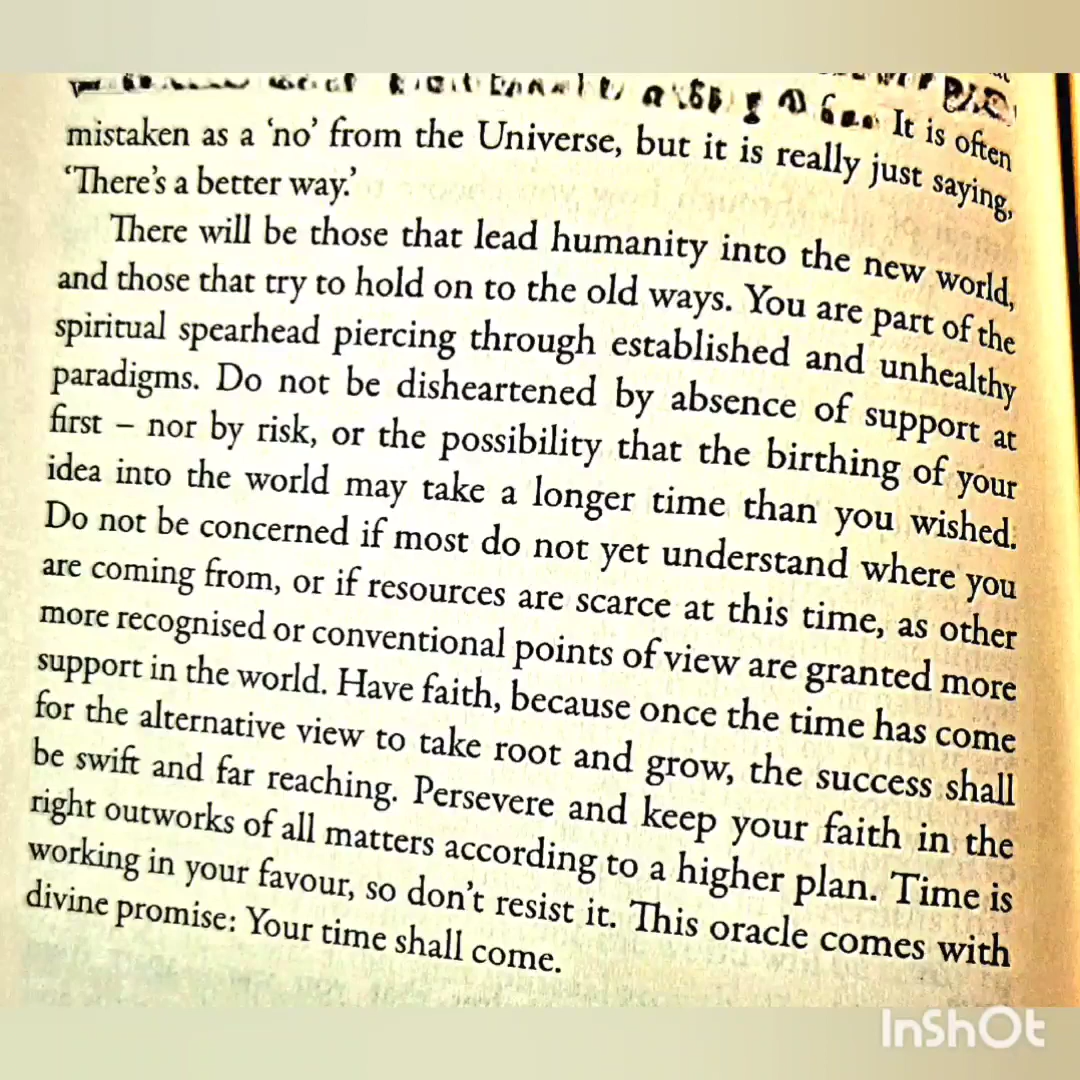 It is often
mistaken as a ‘no’ from the Universe, but it is really just saying,
‘There’s a better way.’
There will be those that lead humanity into the new world,
and those that try to hold on to the old ways. You are part of the
spiritual spearhead piercing through established and unhealthy
paradigms. Do not be disheartened by absence of support at
first – nor by risk, or the possibility that the birthing of your
idea into the world may take a longer time than you wished.
Do not be concerned if most do not yet understand where you
are coming from, or if resources are scarce at this time, as other
more recognised or conventional points of view are granted more
support in the world. Have faith, because once the time has come
for the alternative view to take root and grow, the success shall
be swift and far reaching. Persevere and keep your faith in the
right outworks of all matters according to a higher plan. Time is
working in your favour, so don’t resist it. This oracle comes with
divine promise: Your time shall come.
InShOt